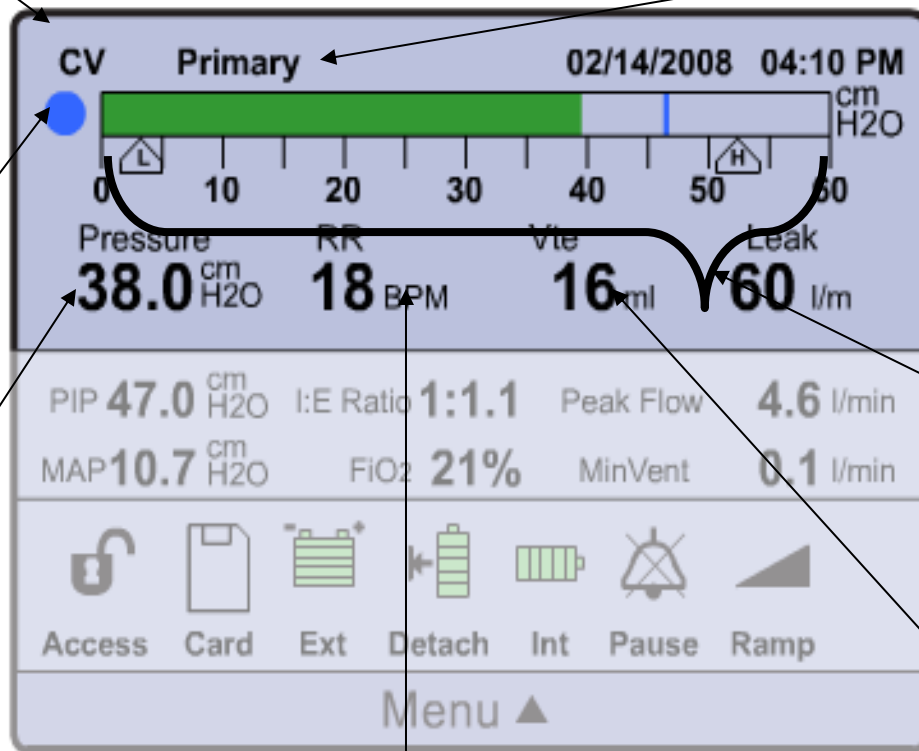 CV Primary 02/14/2008 04:10 PM
cm
H2O
L H
0 10 20 30 40 50 60
Pressure RR Vte Leak
38.0 cm H2O 18 BPM 16 ml 60 l/m
PIP 47.0 cm H2O I:E Ratio 1:1.1 Peak Flow 4.6 l/min
MAP 10.7 cm H2O FiO2 21% MinVent 0.1 l/min
- +
Access Card Ext Detach Int Pause Ramp
Menu ▲